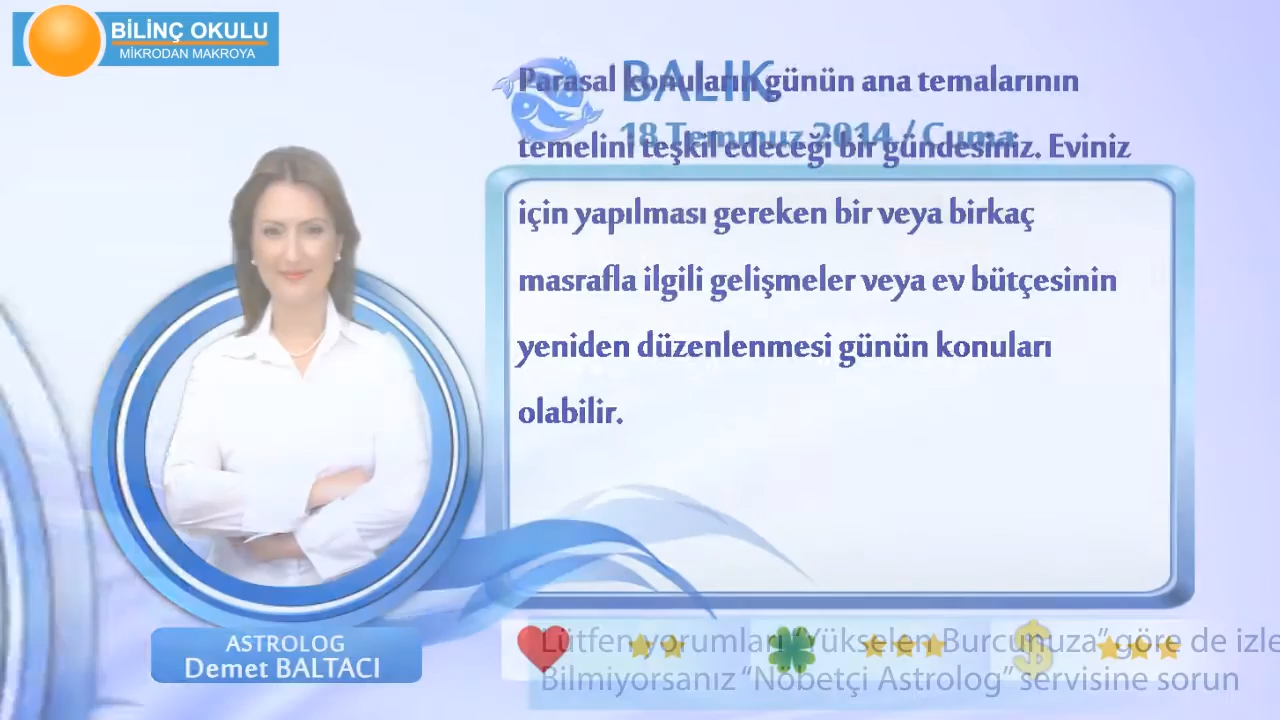 BİLİNÇ OKULU
MİKRODAN MAKROYA
BALIK
18 Temmuz 2014 / Cuma
Parasal konuların günün ana temalarının
temelini teşkil edeceği bir gündesiniz. Eviniz
için yapılması gereken bir veya birkaç
masrafla ilgili gelişmeler veya ev bütçesinin
yeniden düzenlenmesi günün konuları
olabilir.
ASTROLOG
Demet BALTACI
Lütfen yorumları "Yükselen Burcunuza" göre de izle
Bilmiyorsanız "Nöbetçi Astrolog" servisine sorun